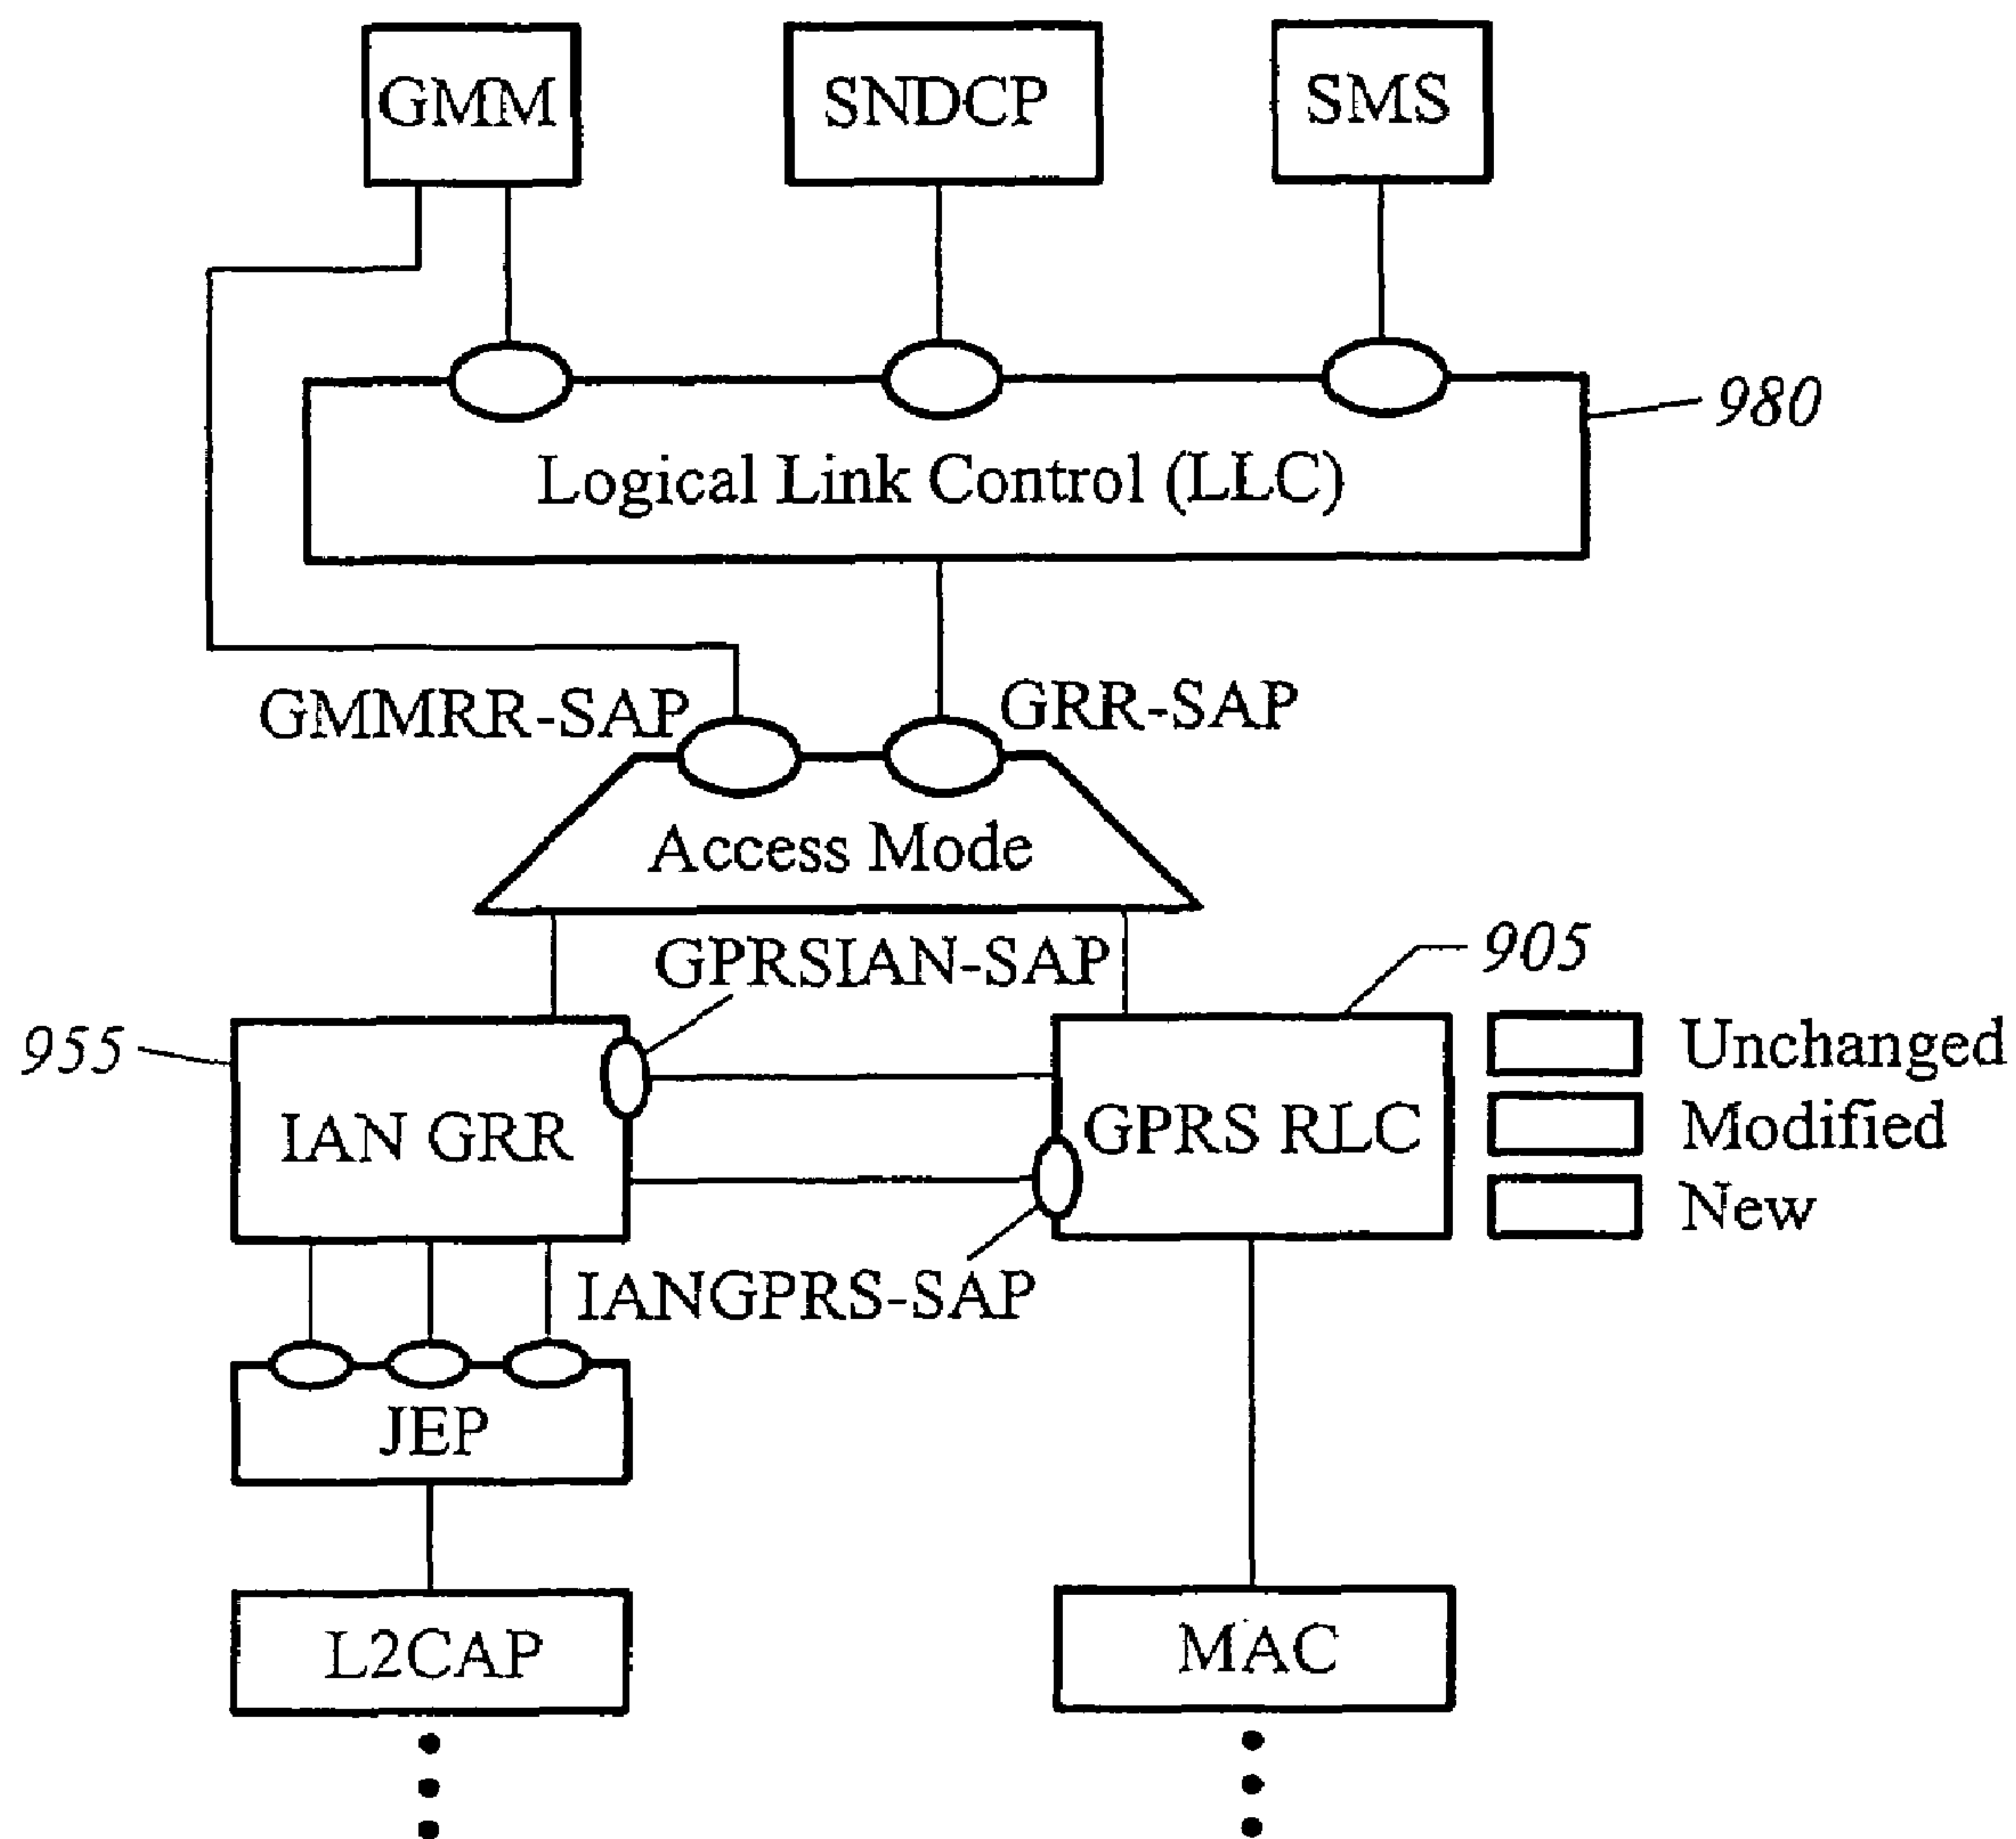 GMM
SNDCP
SMS
980
Logical Link Control (LLC)
GMMRR-SAP
GRR-SAP
Access Mode
GPRSIAN-SAP
905
955
IAN GRR
GPRS RLC
Unchanged
Modified
New
IANGPRS-SAP
JEP
L2CAP
MAC